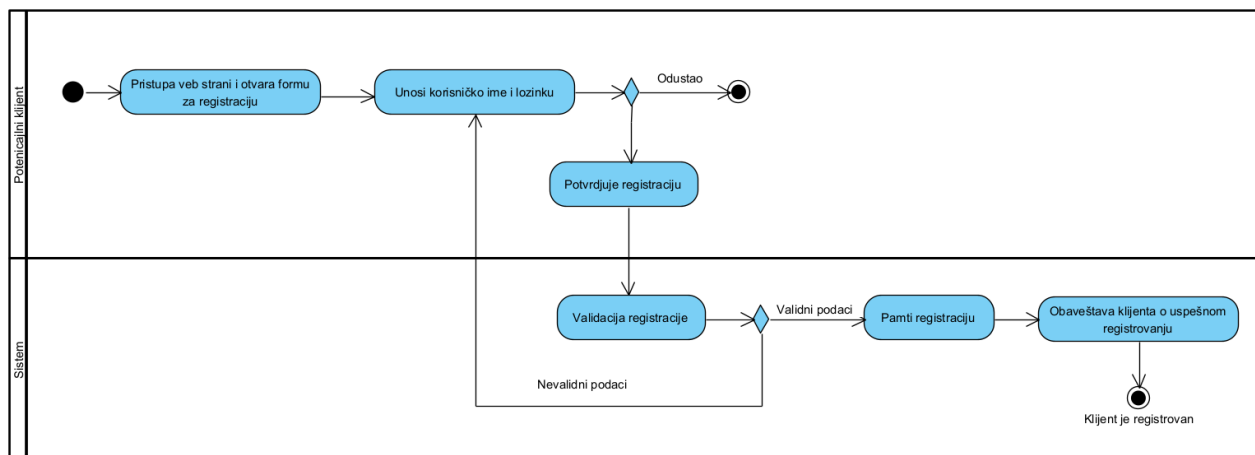 Potenicajlni klijent
Pristupa veb strani i otvara formu
za registraciju
Unosi korisničko ime i lozinku
Odustao
Potvrdjuje registraciju
Sistem
Validacija registracije
Validni podaci
Pamti registraciju
Obaveštava klijenta o uspešnom
registrovanju
Nevalidni podaci
Klijent je registrovan